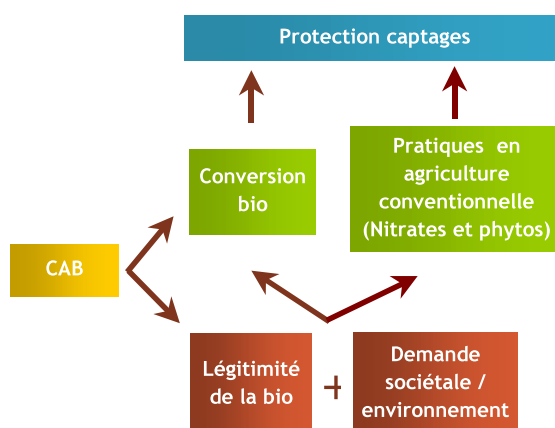 Protection captages
Conversion
bio
Pratiques en
agriculture
conventionnelle
(Nitrates et phytos)
CAB
Légitimité
de la bio
+
Demande
sociétale /
environnement